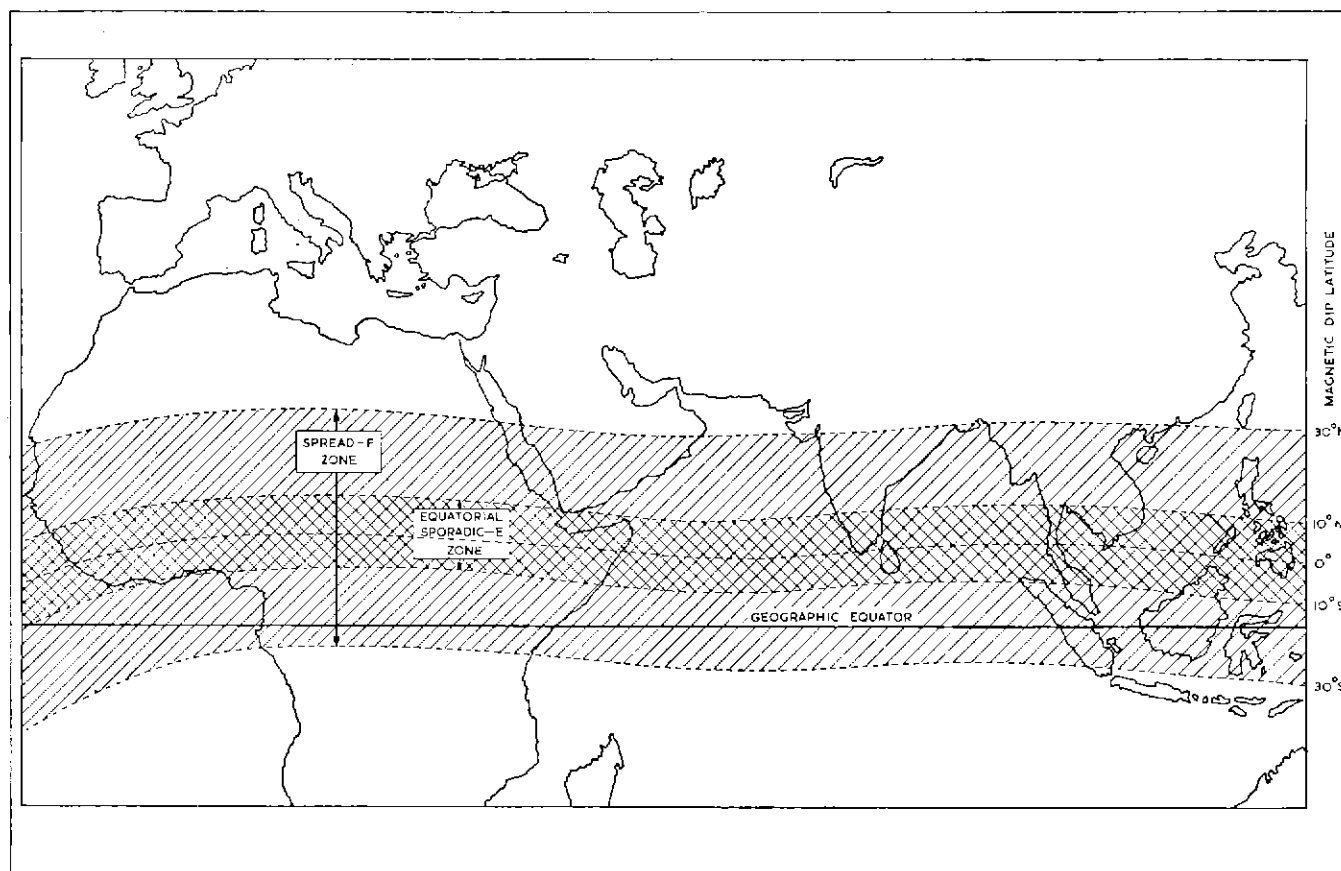 MAGNETIC DIP LATITUDE
30°N
SPREAD-F
ZONE
EQUATORIAL
SPORADIC-E
ZONE
10°N
0°
10°S
GEOGRAPHIC EQUATOR
30°S